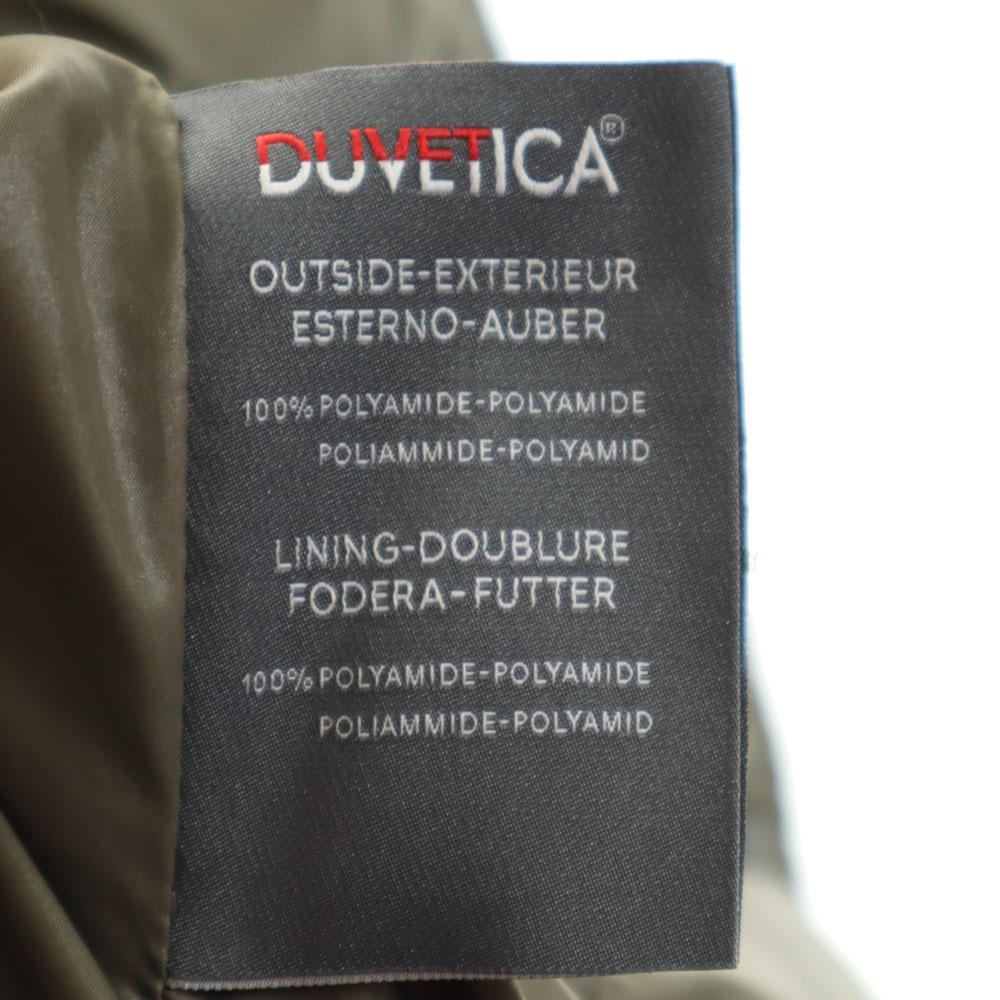 DUVETICA®
OUTSIDE-EXTERIEUR
ESTERNO-AUBER
100% POLYAMIDE-POLYAMIDE
POLIAMMIDE-POLYAMID
LINING-DOUBLURE
FODERA-FUTTER
100% POLYAMIDE-POLYAMIDE
POLIAMMIDE-POLYAMID